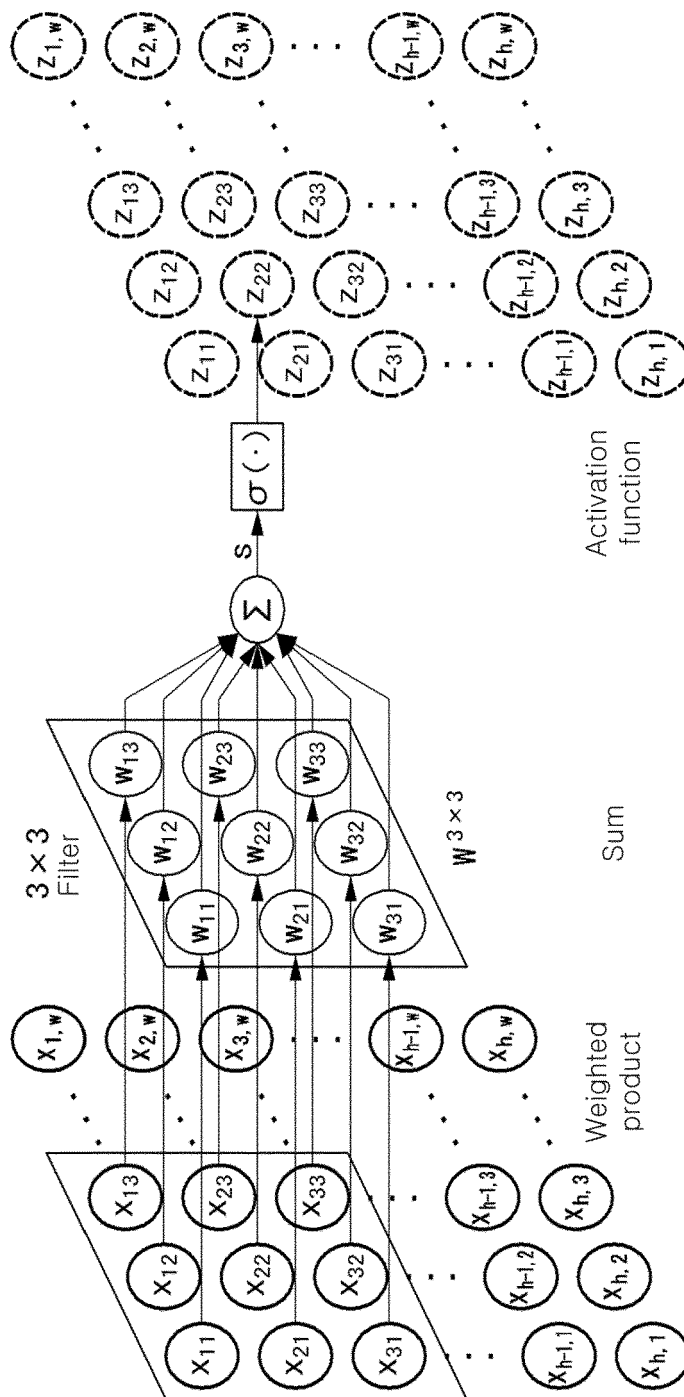 x₁₁ x₁₂ x₁₃ ⋯ x₁,w
x₂₁ x₂₂ x₂₃ ⋯ x₂,w
x₃₁ x₃₂ x₃₃ ⋯ x₃,w
xₕ₋₁,₁ xₕ₋₁,₂ xₕ₋₁,₃ ⋯ xₕ₋₁,w
xₕ,₁ xₕ,₂ xₕ,₃ ⋯ xₕ,w
3 × 3
Filter
w₁₁ w₁₂ w₁₃
w₂₁ w₂₂ w₂₃
w₃₁ w₃₂ w₃₃
W³ˣ³
Σ
s
σ(·)
z₁₁ z₁₂ z₁₃ ⋯ z₁,w
z₂₁ z₂₂ z₂₃ ⋯ z₂,w
z₃₁ z₃₂ z₃₃ ⋯ z₃,w
zₕ₋₁,₁ zₕ₋₁,₂ zₕ₋₁,₃ ⋯ zₕ₋₁,w
zₕ,₁ zₕ,₂ zₕ,₃ ⋯ zₕ,w
Weighted
product
Sum
Activation
function